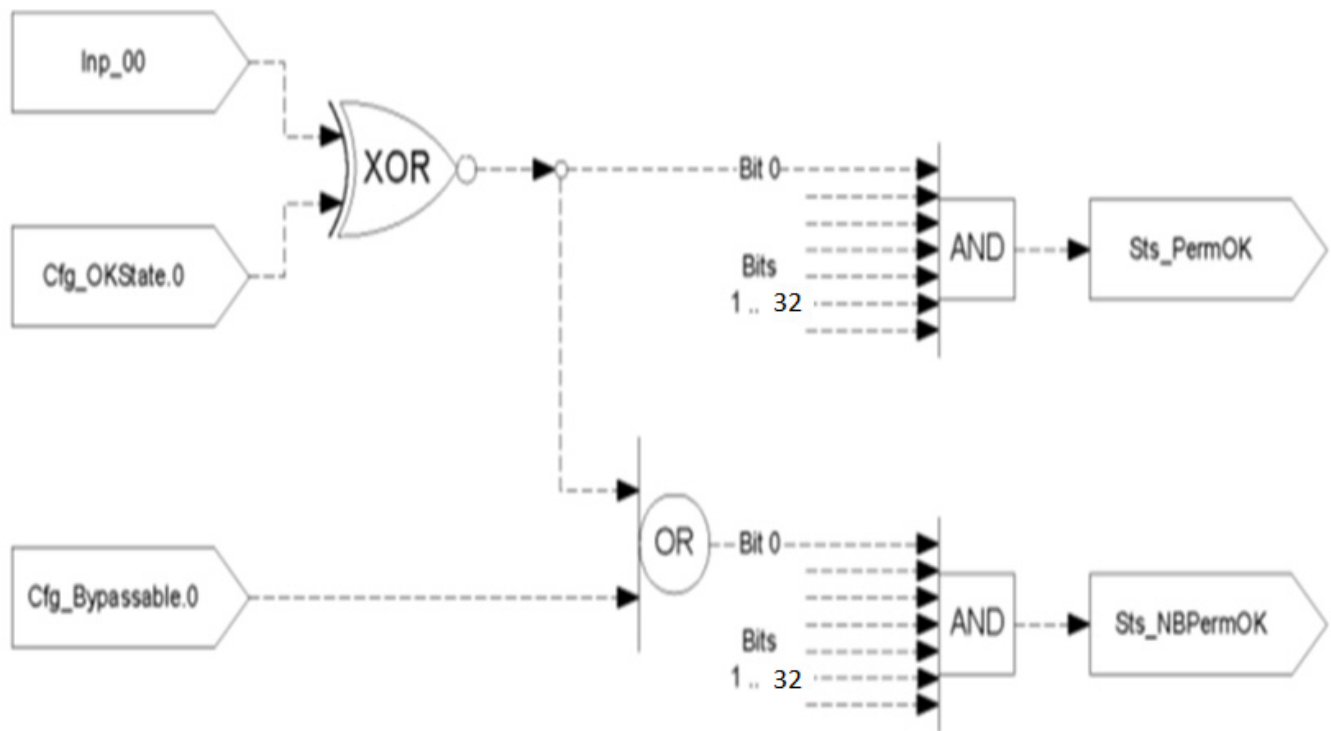 Inp_00
XOR
Bit 0
Cfg_OKState.0
Bits
1 .. 32
AND
Sts_PermOK
OR
Bit 0
Cfg_Bypassable.0
Bits
1 .. 32
AND
Sts_NBPermOK